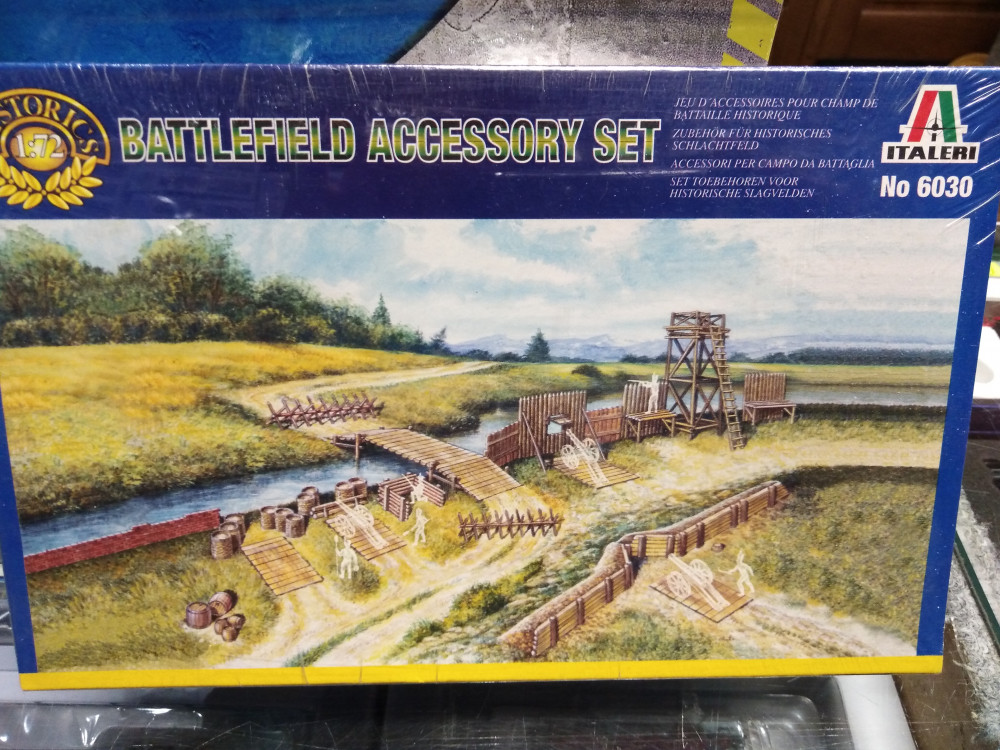 STORICS
1:72
BATTLEFIELD ACCESSORY SET
JEU D'ACCESSOIRES POUR CHAMP DE
BATTAILLE HISTORIQUE
ZUBEHÖR FÜR HISTORISCHES
SCHLACHTFELD
ACCESSORI PER CAMPO DA BATTAGLIA
SET TOEBEHOREN VOOR
HISTORISCHE SLAGVELDEN
ITALERI
No 6030